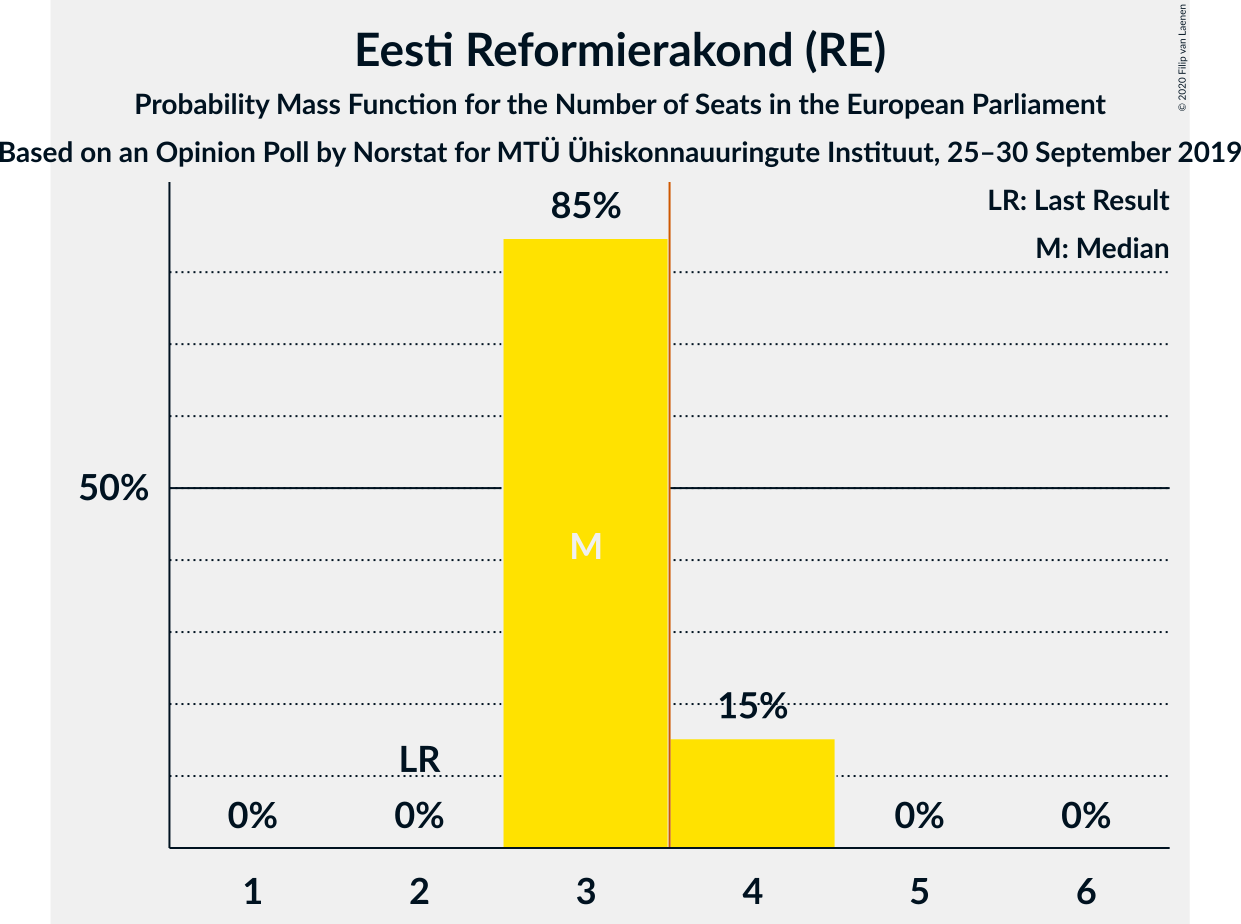 Eesti Reformierakond (RE)
Probability Mass Function for the Number of Seats in the European Parliament
Based on an Opinion Poll by Norstat for MTÜ Ühiskonnauuringute Instituut, 25–30 September 2019
© 2020 Filip van Laenen
LR: Last Result
M: Median
85%
50%
M
15%
LR
0% 0% 0% 0%
1 2 3 4 5 6